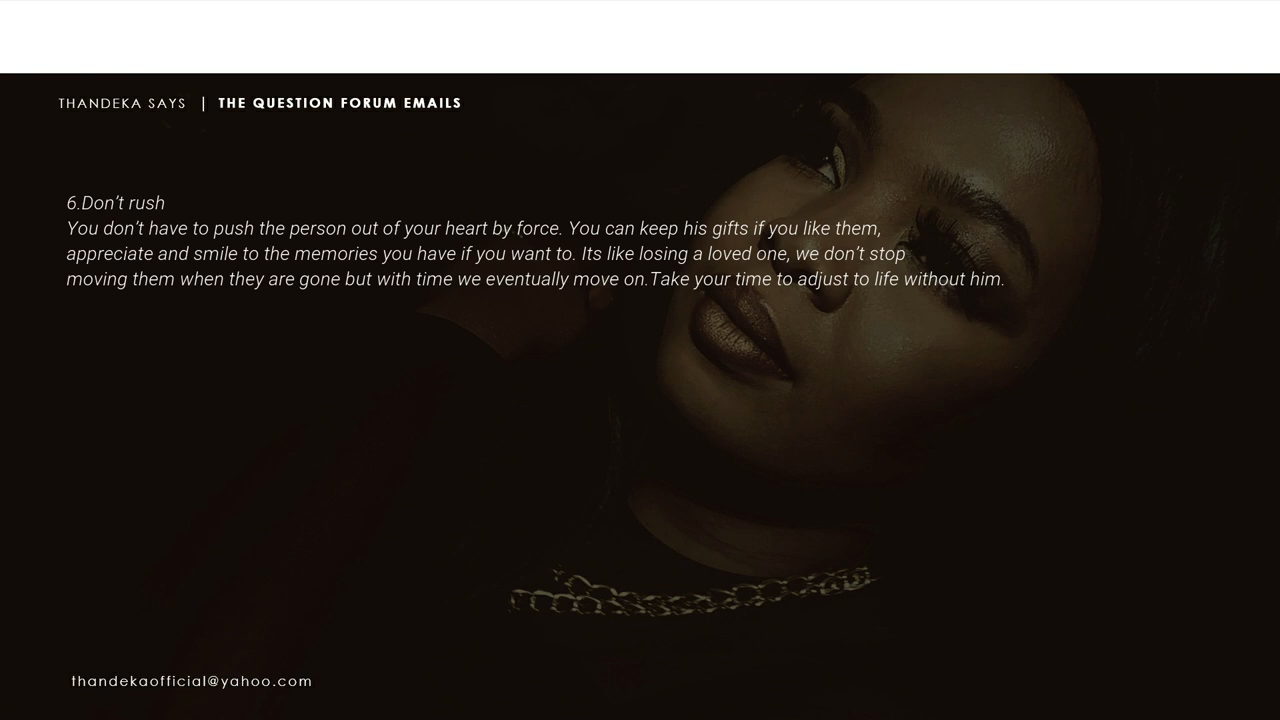 THANDEKA SAYS | THE QUESTION FORUM EMAILS
6.Don’t rush
You don’t have to push the person out of your heart by force. You can keep his gifts if you like them,
appreciate and smile to the memories you have if you want to. Its like losing a loved one, we don’t stop
moving them when they are gone but with time we eventually move on.Take your time to adjust to life without him.
thandekaofficial@yahoo.com